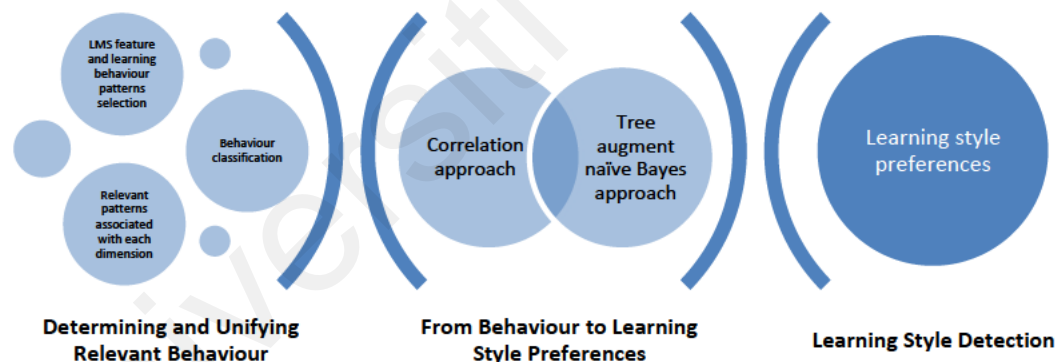 LMS feature
and learning
behaviour
patterns
selection
Behaviour
classification
Relevant
patterns
associated
with each
dimension
Correlation
approach
Tree
augment
naïve Bayes
approach
Learning style
preferences
Determining and Unifying
Relevant Behaviour
From Behaviour to Learning
Style Preferences
Learning Style Detection